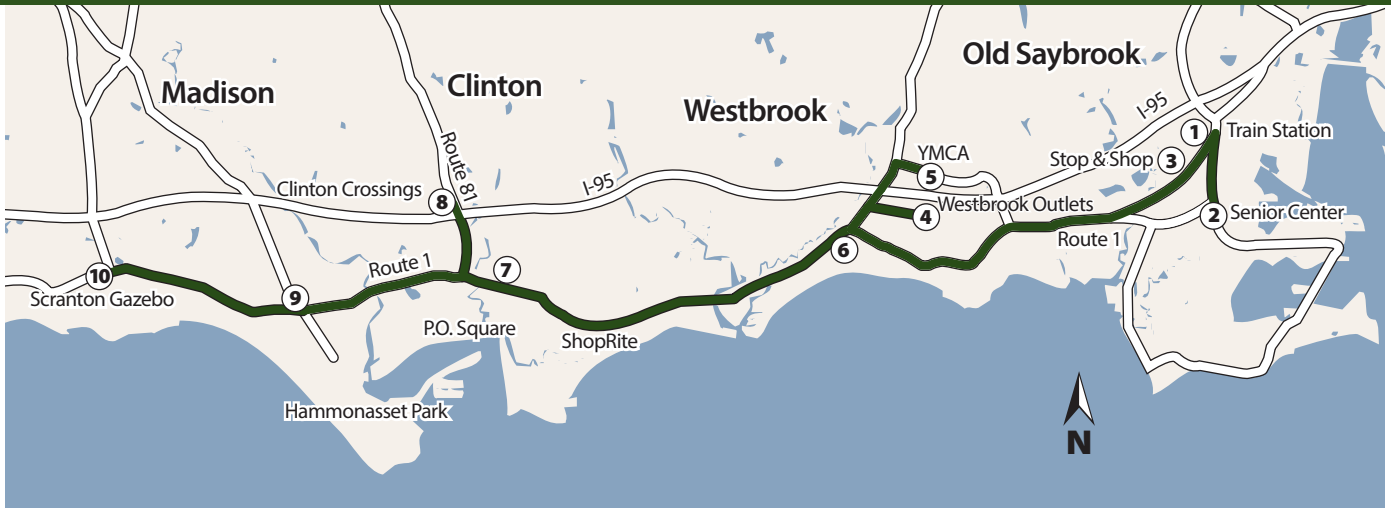 Old Saybrook
Madison
Clinton
Westbrook
I-95
1
Train Station
Route 81
YMCA
Stop & Shop
3
5
Clinton Crossings
8
I-95
Westbrook Outlets
4
2
Senior Center
Route 1
6
Route 1
7
10
Scranton Gazebo
9
P.O. Square
ShopRite
Hammonasset Park
N